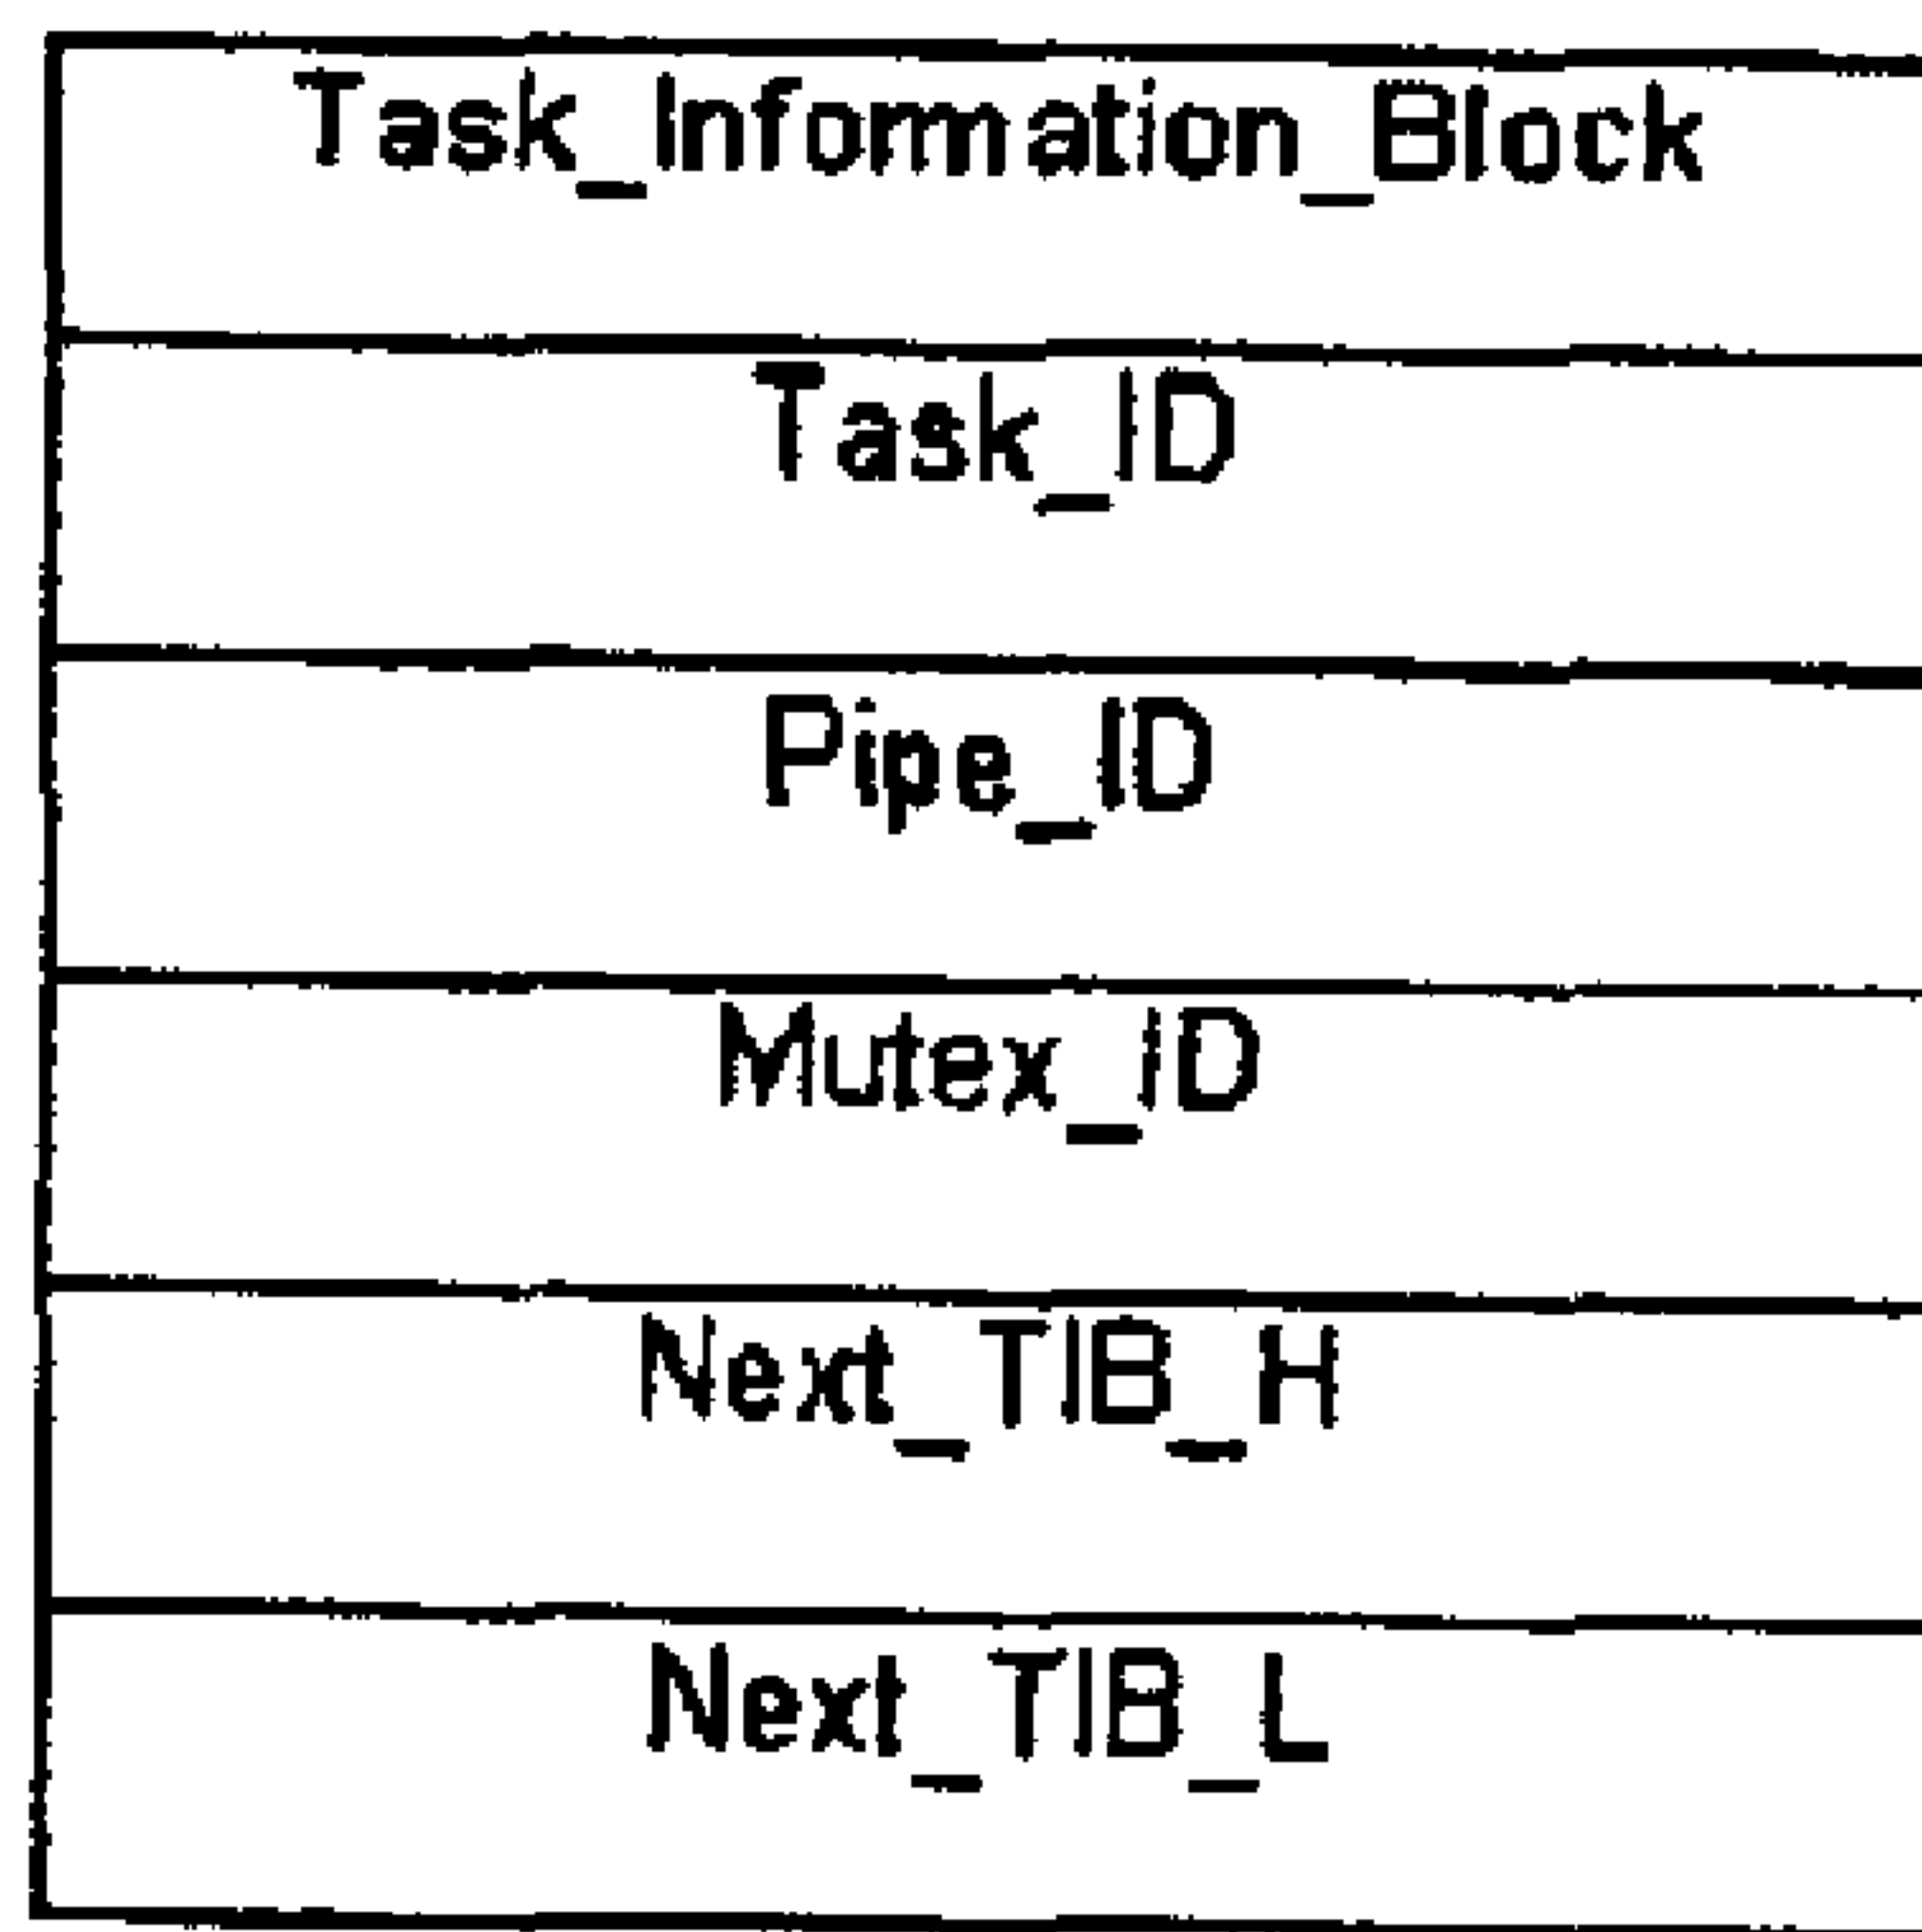 Task_Information_Block
Task_ID
Pipe_ID
Mutex_ID
Next_TIB_H
Next_TIB_L